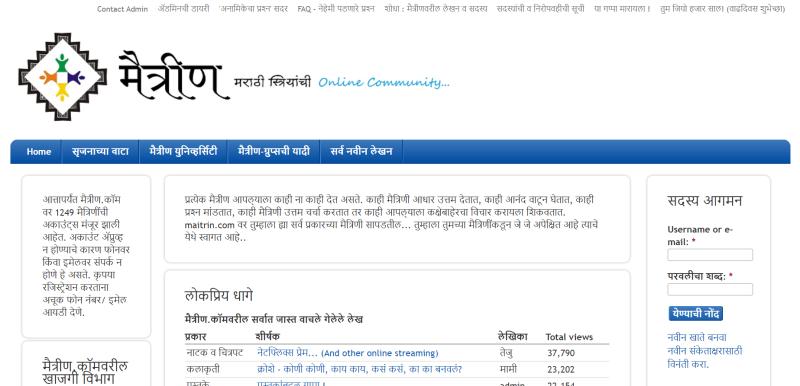 Contact Admin अॅडमिनची डायरी 'अनामिकेचा प्रश्न' सदर FAQ - नेहेमी पडणारे प्रश्न शोधा : मैत्रीणवरील लेखन व सदस्य सदस्यांची व निरोपवहीची सूची या गप्पा मारायला ! तुम जियो हजार साल! (वाढदिवस शुभेच्छा)
मैत्रीण मराठी स्त्रियांची Online Community...
Home सृजनाच्या वाटा मैत्रीण युनिव्हर्सिटी मैत्रीण-ग्रुप्सची यादी सर्व नवीन लेखन
आत्तापर्यंत मैत्रीण.कॉम
वर 1249 मैत्रिणींची
अकाउंट्स मंजूर झाली
आहेत. अकाउंट अ‍ॅप्रुव्ह
न होण्याचे कारण फोनवर
किंवा इमेलवर संपर्क न
होणे हे असते. कृपया
रजिस्ट्रेशन करताना
अचूक फोन नंबर/ इमेल
आयडी देणे.
मैत्रीण.कॉमवरील
खाजगी विभाग
प्रत्येक मैत्रीण आपल्याला काही ना काही देत असते. काही मैत्रिणी आधार उत्तम देतात, काही आनंद वाटून घेतात, काही
प्रश्न मांडतात, काही मैत्रिणी उत्तम चर्चा करतात तर काही आपल्याला कक्षेबाहेरचा विचार करायला शिकवतात.
maitrin.com वर तुम्हाला ह्या सर्व प्रकारच्या मैत्रिणी सापडतील... तुम्हाला तुमच्या मैत्रिणींकडून जे जे अपेक्षित आहे त्याचे
येथे स्वागत आहे..
लोकप्रिय धागे
मैत्रीण.कॉमवरील सर्वात जास्त वाचले गेलेले लेख
प्रकार शीर्षक लेखिका Total views
नाटक व चित्रपट नेटफ्लिक्स प्रेम... (And other online streaming) तेजु 37,790
कलाकृती क्रोशे - कोणी कोणी, काय काय, कसं कसं, का का बनवलं? मामी 23,202
पुस्तके admin 22,154
सदस्य आगमन
Username or e-
mail: *
परवलीचा शब्द: *
येण्याची नोंद
नवीन खाते बनवा
नवीन संकेताक्षरासाठी
विनंती करा.